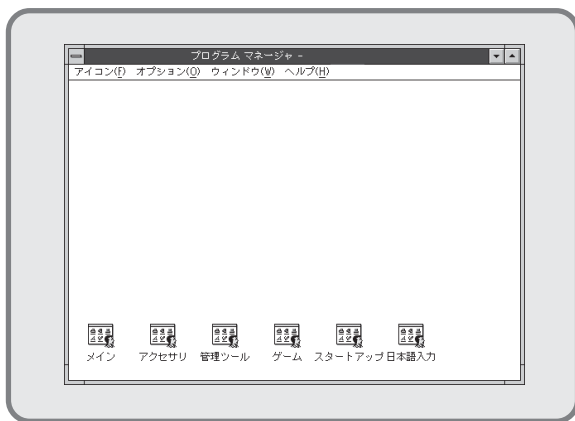 プログラム マネージャ -
アイコン(F) オプション(O) ウィンドウ(W) ヘルプ(H)
メイン アクセサリ 管理ツール ゲーム スタートアップ 日本語入力